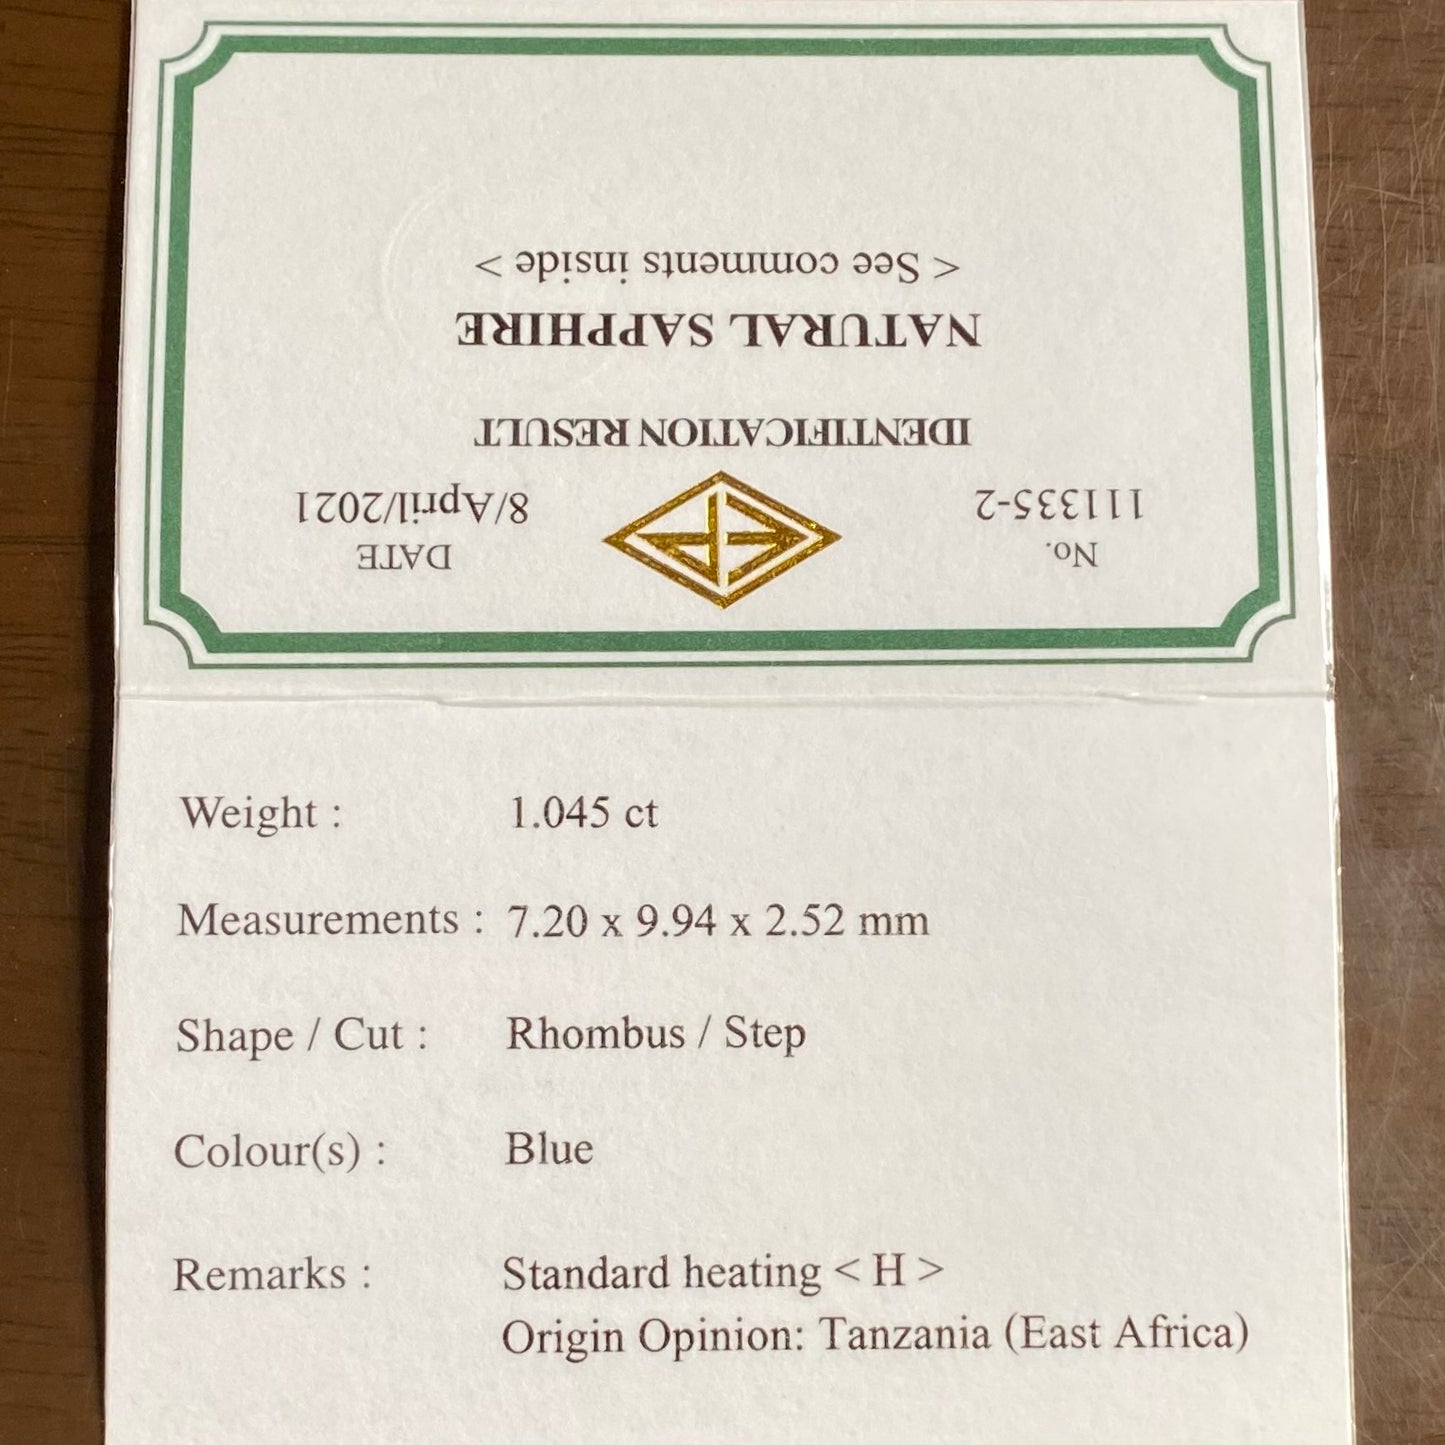 No.
111335-2
DATE
8/April/2021
IDENTIFICATION RESULT
NATURAL SAPPHIRE
< See comments inside >
Weight : 1.045 ct
Measurements : 7.20 x 9.94 x 2.52 mm
Shape / Cut : Rhombus / Step
Colour(s) : Blue
Remarks : Standard heating < H >
Origin Opinion: Tanzania (East Africa)